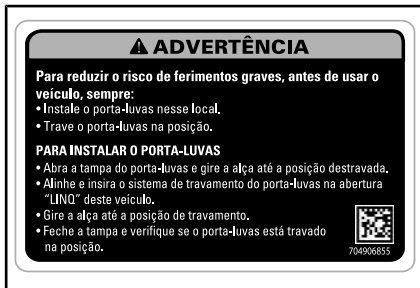 ADVERTÊNCIA
Para reduzir o risco de ferimentos graves, antes de usar o
veículo, sempre:
• Instale o porta-luvas nesse local.
• Trave o porta-luvas na posição.
PARA INSTALAR O PORTA-LUVAS
• Abra a tampa do porta-luvas e gire a alça até a posição destravada.
• Alinhe e insira o sistema de travamento do porta-luvas na abertura
“LINQ” deste veículo.
• Gire a alça até a posição de travamento.
• Feche a tampa e verifique se o porta-luvas está travado
na posição.
704906855